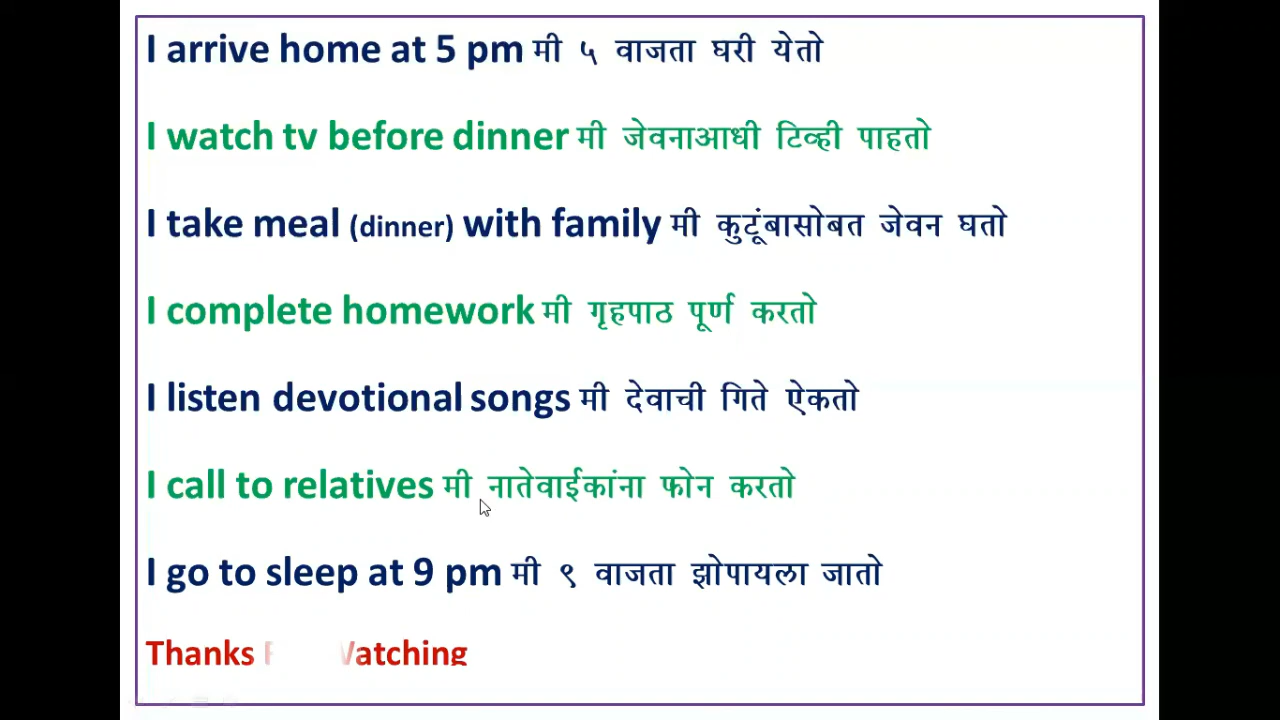 I arrive home at 5 pm मी ५ वाजता घरी येतो
I watch tv before dinner मी जेवनाआधी टिव्ही पाहतो
I take meal (dinner) with family मी कुटूंबासोबत जेवन घतो
I complete homework मी गृहपाठ पूर्ण करतो
I listen devotional songs मी देवाची गिते ऐकतो
I call to relatives मी नातेवाईकांना फोन करतो
I go to sleep at 9 pm मी ९ वाजता झोपायला जातो
Thanks Watching